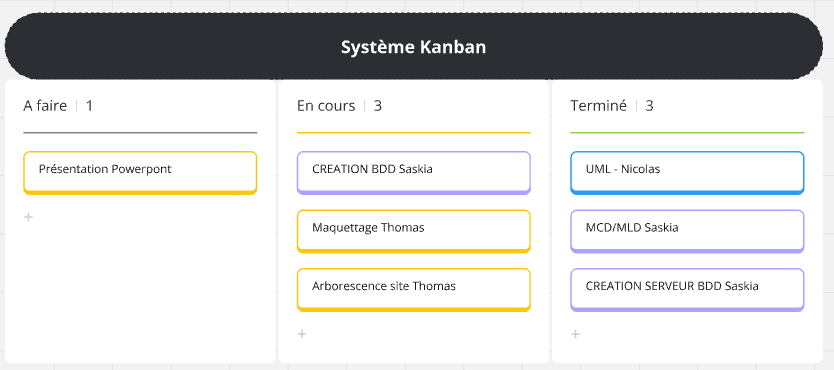 Système Kanban
A faire | 1
Présentation Powerpont
+
En cours | 3
CREATION BDD Saskia
Maquettage Thomas
Arborescence site Thomas
+
Terminé | 3
UML - Nicolas
MCD/MLD Saskia
CREATION SERVEUR BDD Saskia
+